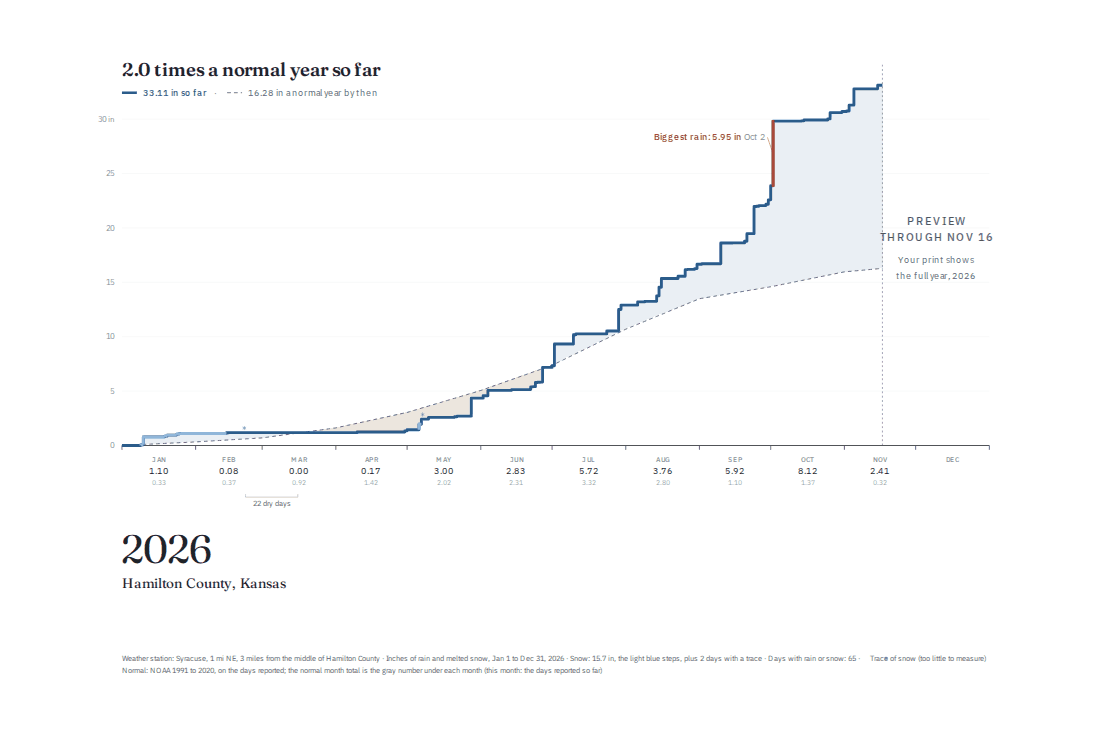 2.0 times a normal year so far
33.11 in so far · 16.28 in a normal year by then
30 in
Biggest rain: 5.95 in Oct 2
25
20
PREVIEW
THROUGH NOV 16
Your print shows
the full year, 2026
15
10
5
0
JAN FEB MAR APR MAY JUN JUL AUG SEP OCT NOV DEC
1.10 0.08 0.00 0.17 3.00 2.83 5.72 3.76 5.92 8.12 2.41
0.33 0.37 0.92 1.42 2.02 2.31 3.32 2.80 1.10 1.37 0.32
22 dry days
2026
Hamilton County, Kansas
Weather station: Syracuse, 1 mi NE, 3 miles from the middle of Hamilton County · Inches of rain and melted snow, Jan 1 to Dec 31, 2026 · Snow: 15.7 in, the light blue steps, plus 2 days with a trace · Days with rain or snow: 65 · Trace of snow (too little to measure)
Normal: NOAA 1991 to 2020, on the days reported; the normal month total is the gray number under each month (this month: the days reported so far)